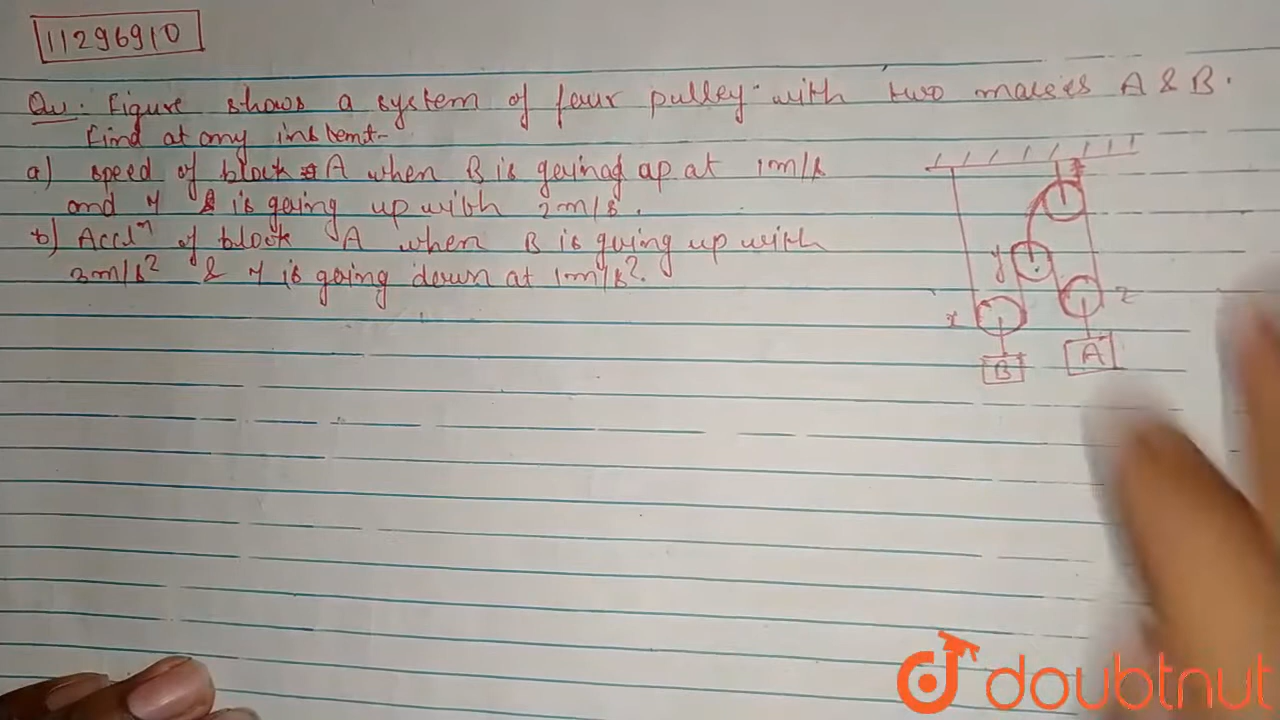 11296910
Qu. Figure shows a system of four pulley with two masses A & B.
Find at any instent-
a) speed of block A when B is going up at 1m/s
and Y is going up with 2m/s.
b) Accln of block A when B is going up with
3m/s² & Y is going down at 1m/s².
y
x
z
B
A
doubtnut